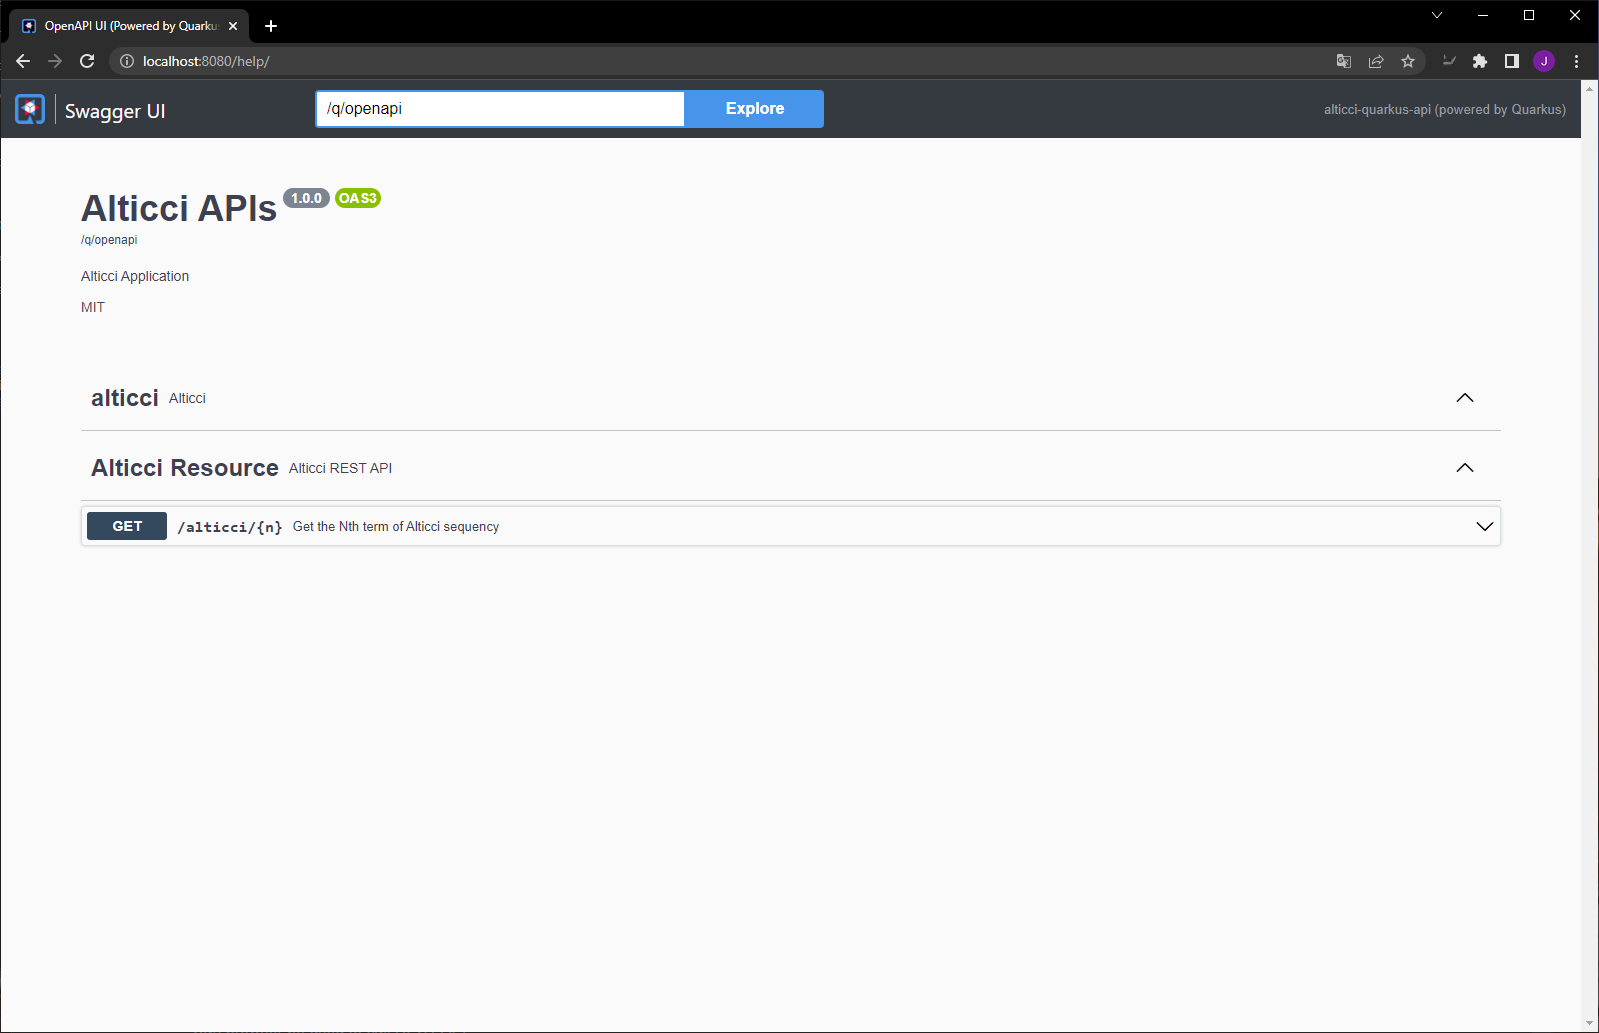 OpenAPI UI (Powered by Quarku
localhost:8080/help/
J
Swagger UI
/q/openapi
Explore
alticci-quarkus-api (powered by Quarkus)
Alticci APIs 1.0.0 OAS3
/q/openapi
Alticci Application
MIT
alticci Alticci
Alticci Resource Alticci REST API
GET /alticci/{n} Get the Nth term of Alticci sequency